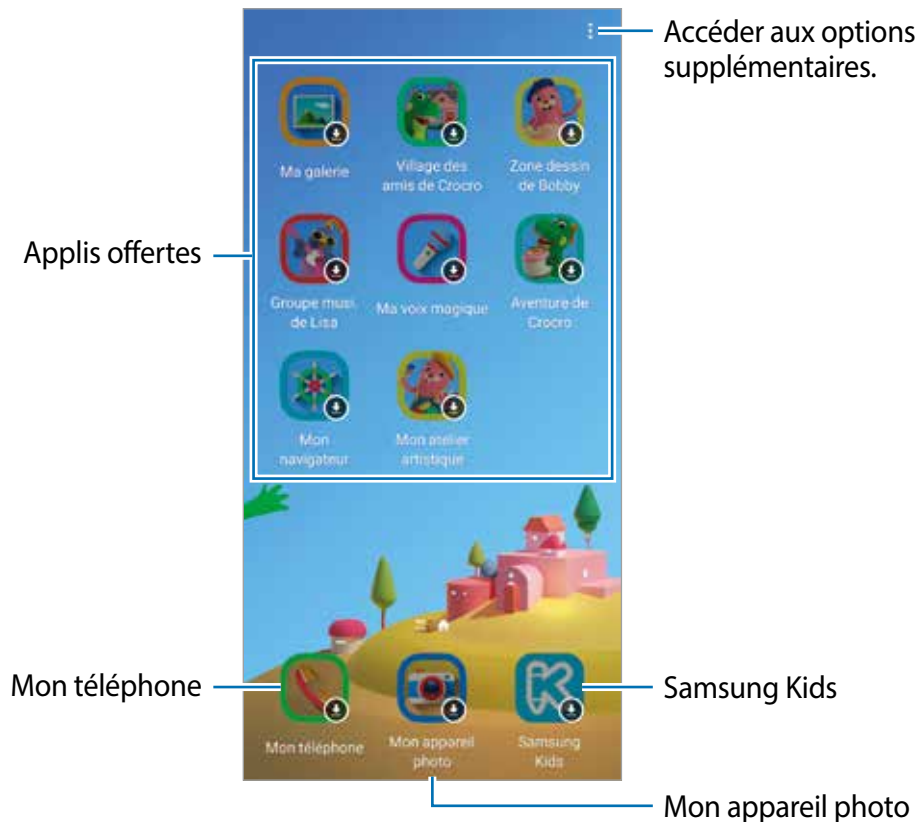 Accéder aux options
supplémentaires.
Ma galerie
Village des
amis de Crocro
Zone dessin
de Bobby
Applis offertes
Groupe musi.
de Lisa
Ma voix magique
Aventure de
Crocro
Mon
navigateur
Mon atelier
artistique
Mon téléphone
Samsung Kids
Mon téléphone
Mon appareil
photo
Samsung
Kids
Mon appareil photo